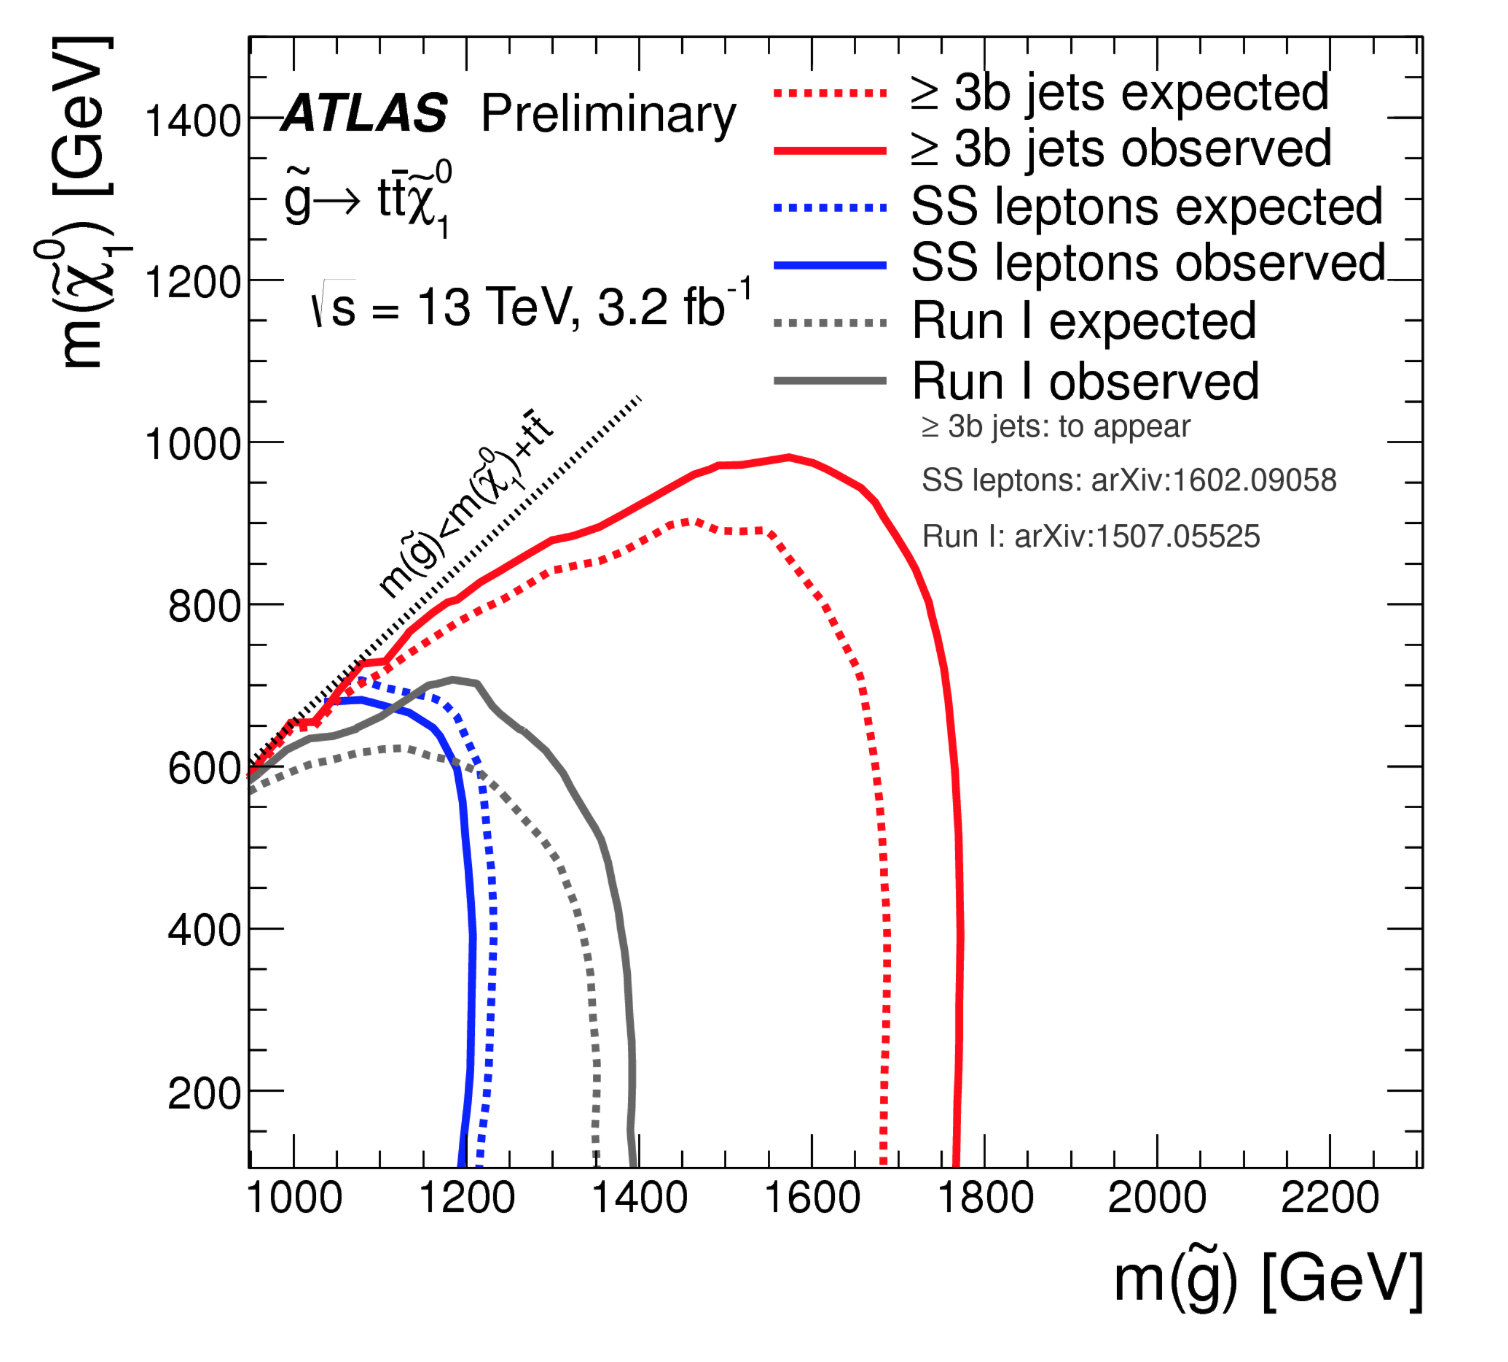 m(χ̃₁⁰) [GeV]
1400
1200
1000
800
600
400
200
ATLAS Preliminary
g̃→ tt̄χ̃₁⁰
√s = 13 TeV, 3.2 fb⁻¹
≥ 3b jets expected
≥ 3b jets observed
SS leptons expected
SS leptons observed
Run I expected
Run I observed
≥ 3b jets: to appear
SS leptons: arXiv:1602.09058
Run I: arXiv:1507.05525
m(g̃)<m(χ̃₁⁰)+tt̄
1000 1200 1400 1600 1800 2000 2200
m(g̃) [GeV]